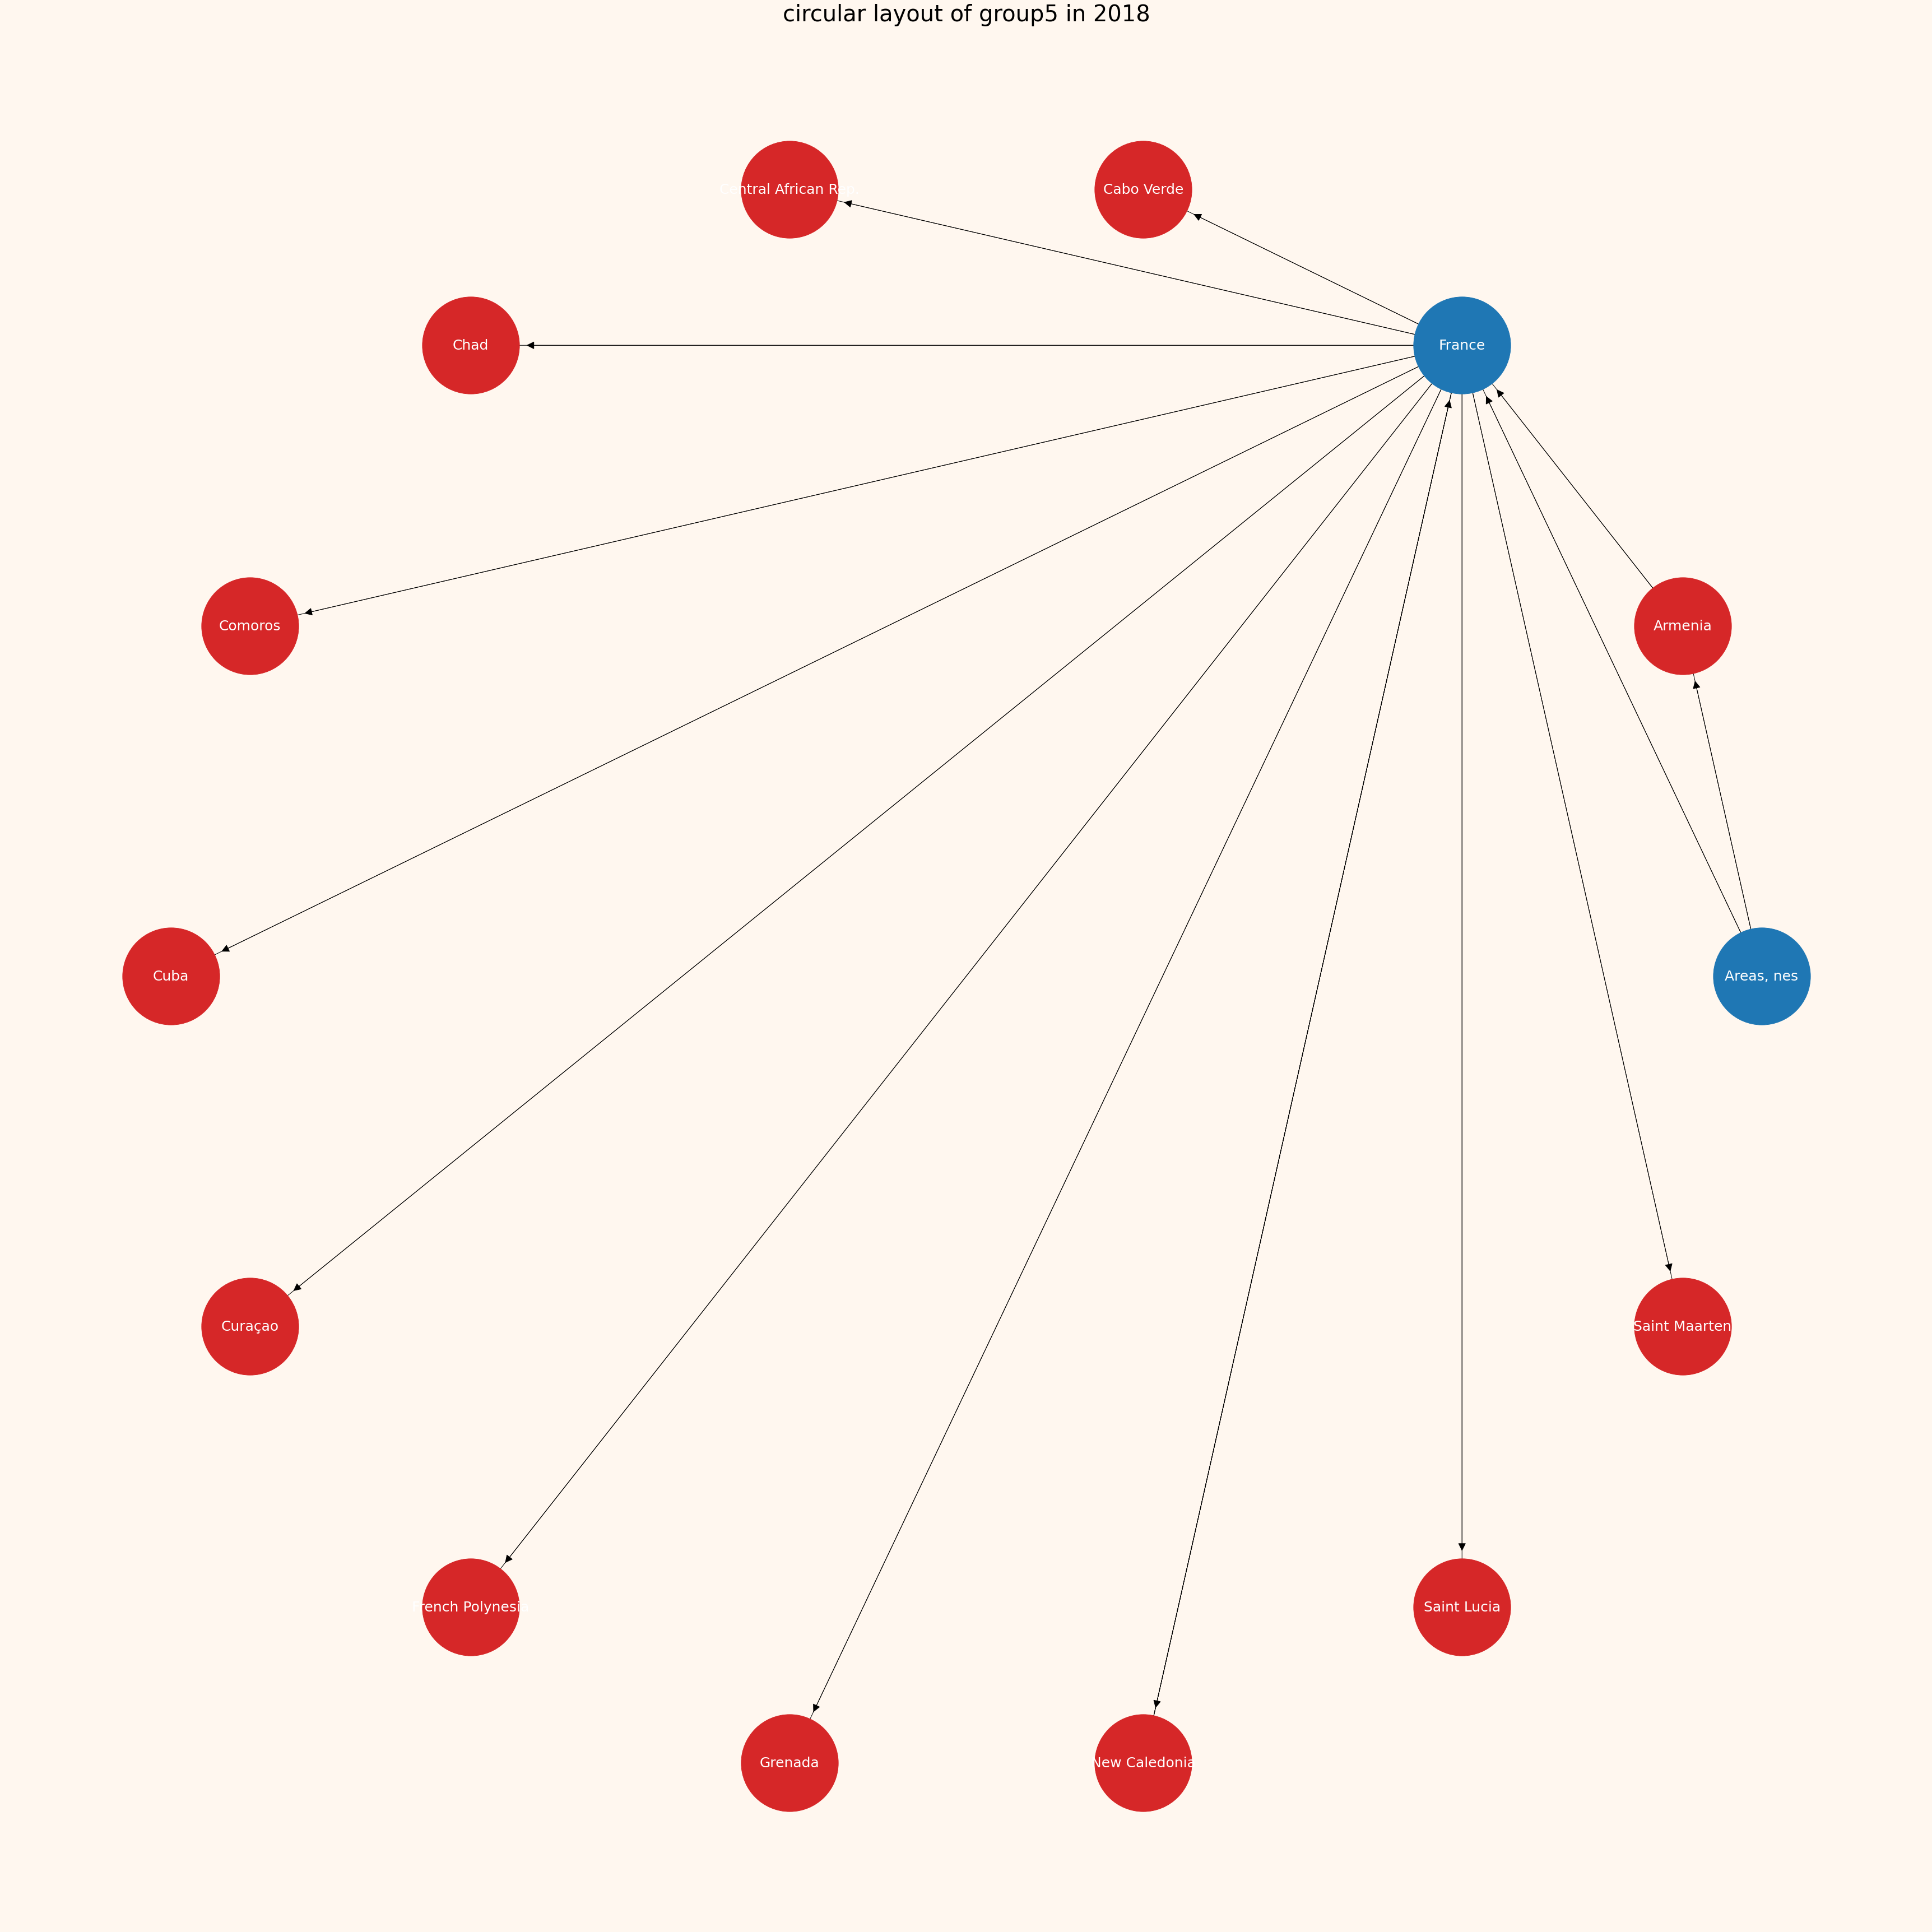 circular layout of group5 in 2018
Central African Rep.
Cabo Verde
Chad
France
Comoros
Armenia
Cuba
Areas, nes
Curaçao
Saint Maarten
French Polynesia
Saint Lucia
Grenada
New Caledonia